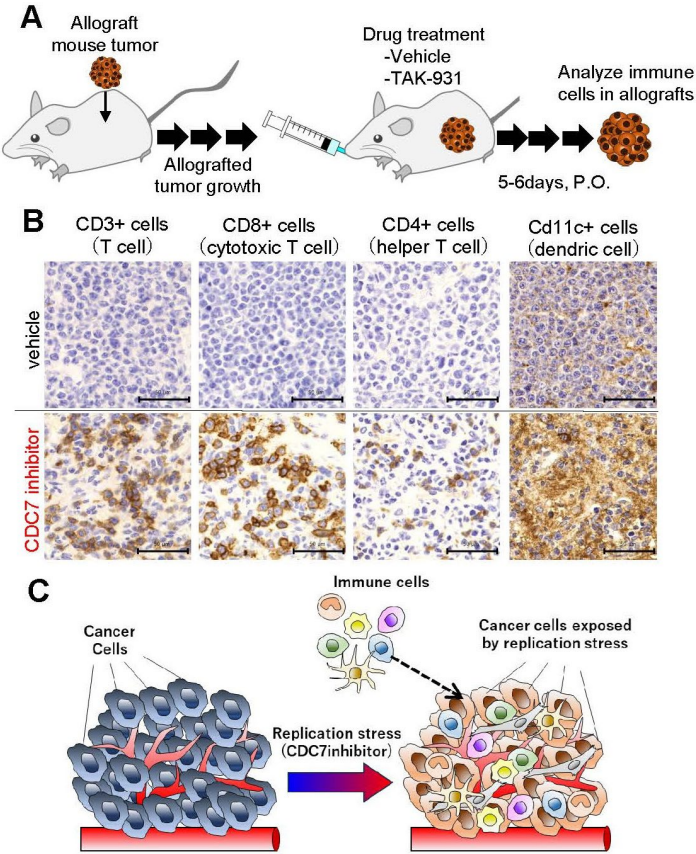 A
Allograft
mouse tumor
Allografted
tumor growth
Drug treatment
-Vehicle
-TAK-931
Analyze immune
cells in allografts
5-6days, P.O.
B
CD3+ cells
(T cell)
CD8+ cells
(cytotoxic T cell)
CD4+ cells
(helper T cell)
Cd11c+ cells
(dendric cell)
vehicle
CDC7 inhibitor
C
Immune cells
Cancer
Cells
Cancer cells exposed
by replication stress
Replication stress
(CDC7inhibitor)